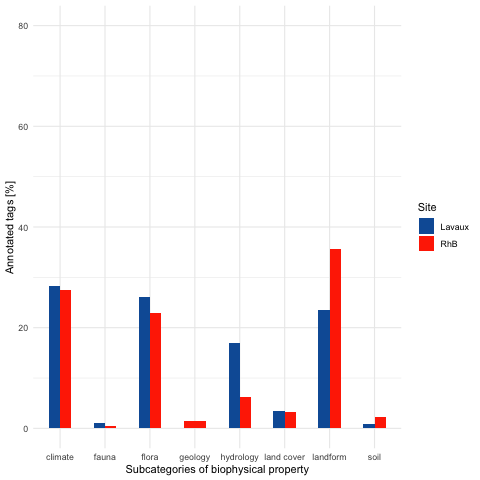 80
60
40
20
0
Annotated tags [%]
climate fauna flora geology hydrology land cover landform soil
Subcategories of biophysical property
Site
Lavaux
RhB